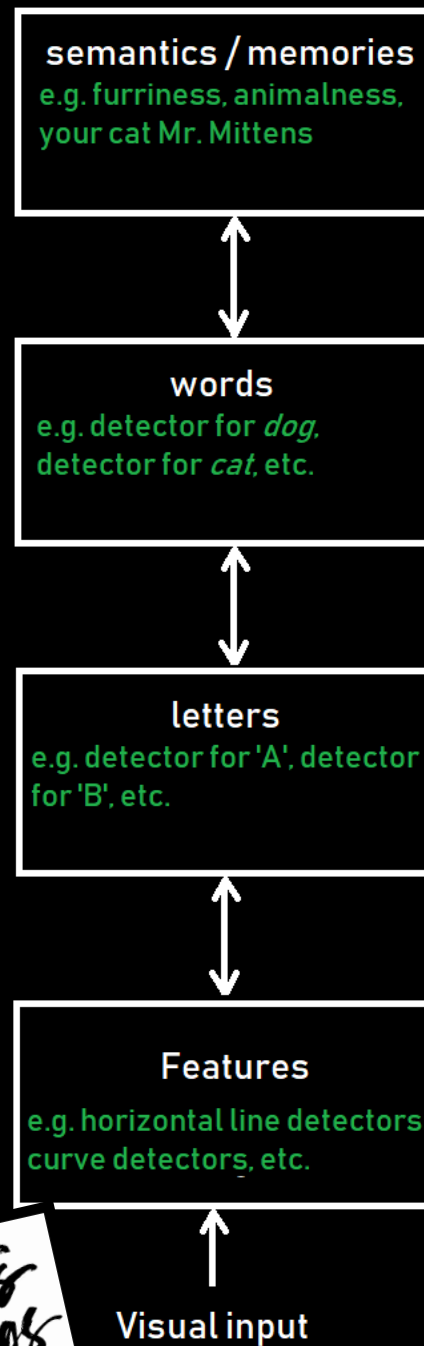 semantics / memories
e.g. furriness, animalness,
your cat Mr. Mittens
words
e.g. detector for dog,
detector for cat, etc.
letters
e.g. detector for 'A', detector
for 'B', etc.
Features
e.g. horizontal line detectors
curve detectors, etc.
Visual input